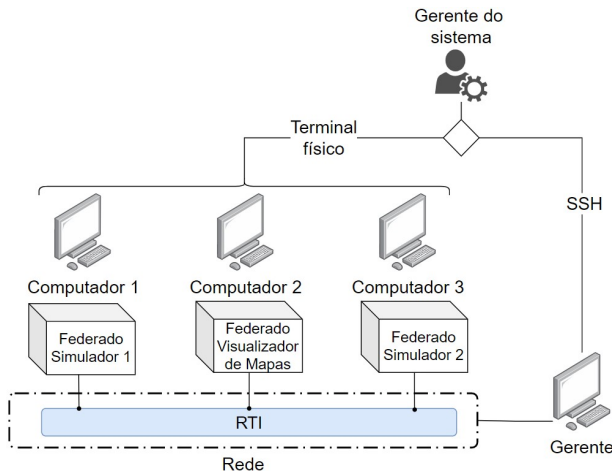 Gerente do
sistema
Terminal
físico
SSH
Computador 1
Computador 2
Computador 3
Federado
Simulador 1
Federado
Visualizador
de Mapas
Federado
Simulador 2
RTI
Rede
Gerente